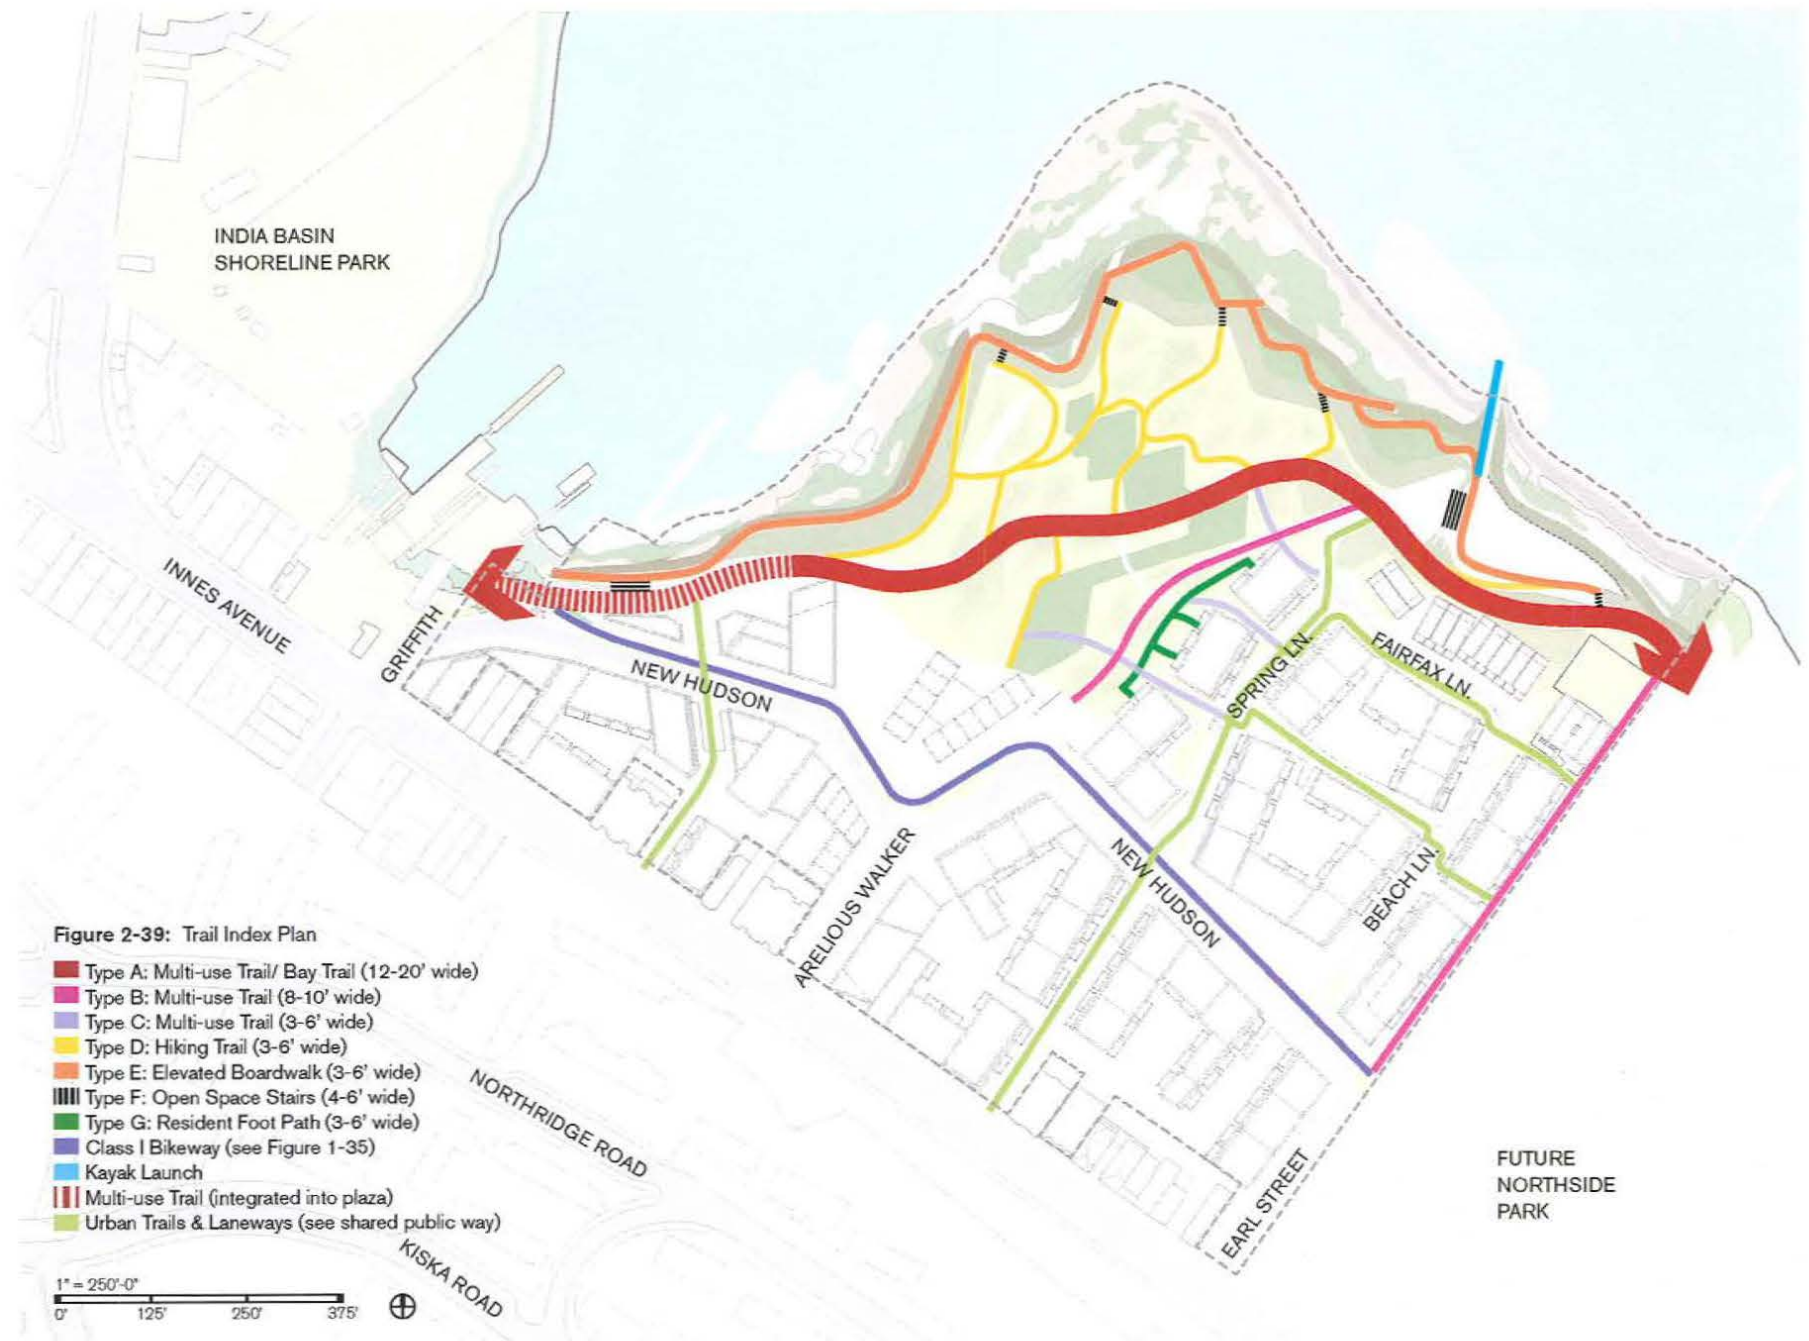 INDIA BASIN
SHORELINE PARK
INNES AVENUE
GRIFFITH
NEW HUDSON
SPRING LN.
FAIRFAX LN.
ARELIOUS WALKER
NEW HUDSON
BEACH LN.
Figure 2-39: Trail Index Plan
Type A: Multi-use Trail/ Bay Trail (12-20' wide)
Type B: Multi-use Trail (8-10' wide)
Type C: Multi-use Trail (3-6' wide)
Type D: Hiking Trail (3-6' wide)
Type E: Elevated Boardwalk (3-6' wide)
Type F: Open Space Stairs (4-6' wide)
Type G: Resident Foot Path (3-6' wide)
Class I Bikeway (see Figure 1-35)
Kayak Launch
Multi-use Trail (integrated into plaza)
Urban Trails & Laneways (see shared public way)
NORTHRIDGE ROAD
KISKA ROAD
EARL STREET
FUTURE
NORTHSIDE
PARK
1" = 250'-0"
0' 125' 250' 375'